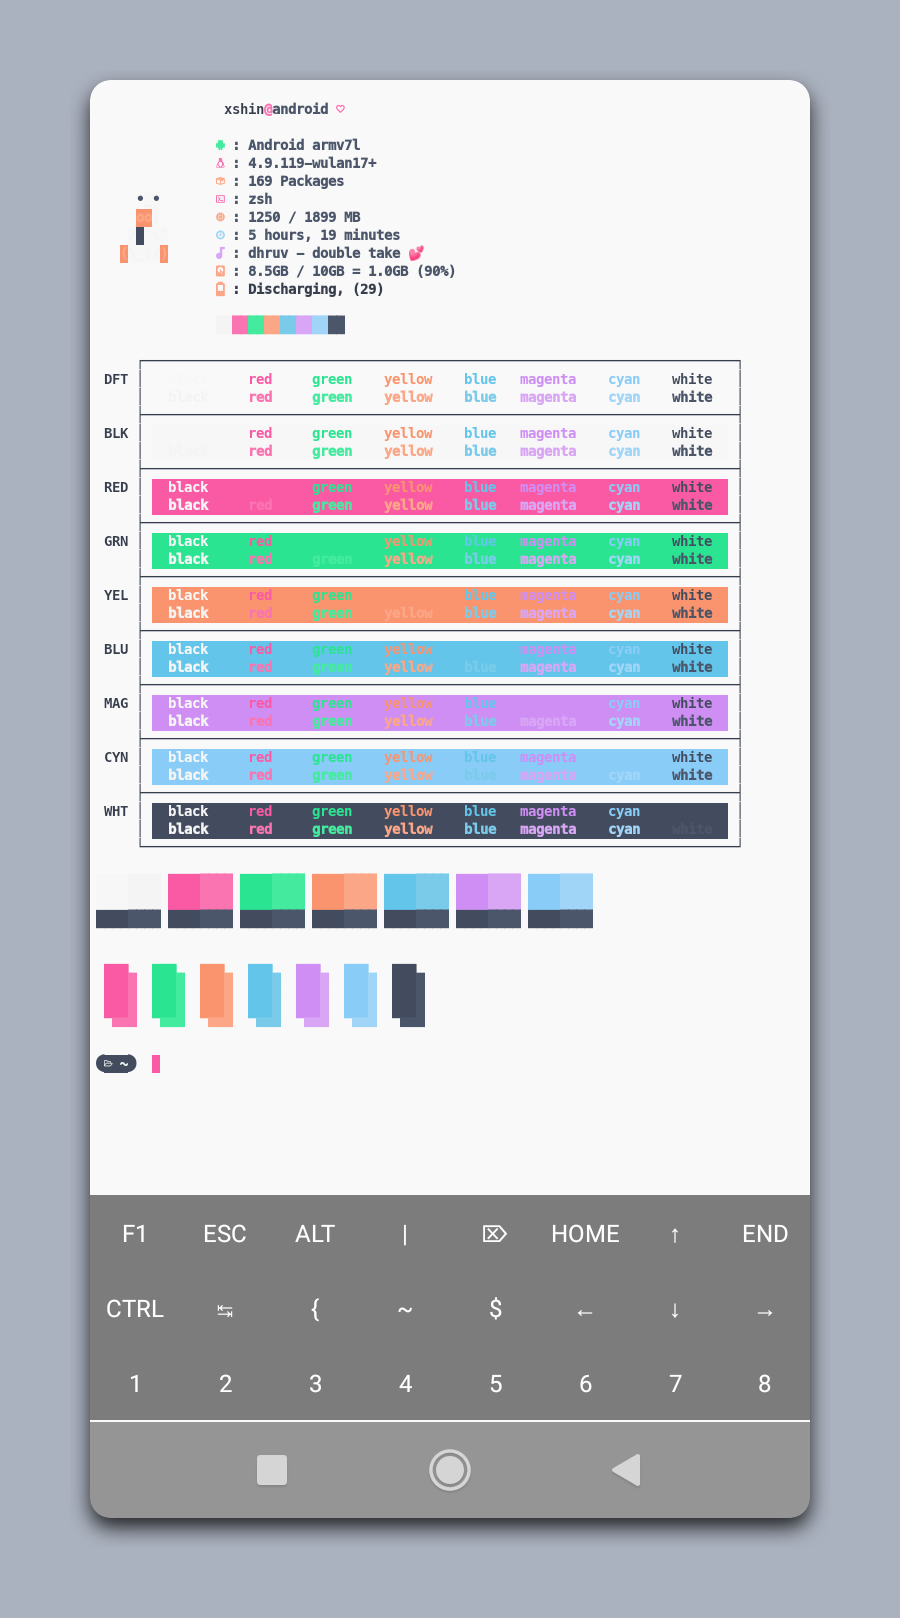 xshin@android ♡
: Android armv7l
: 4.9.119-wulan17+
: 169 Packages
: zsh
: 1250 / 1899 MB
: 5 hours, 19 minutes
: dhruv - double take 💕
: 8.5GB / 10GB = 1.0GB (90%)
: Discharging, (29)
DFT red green yellow blue magenta cyan white
black red green yellow blue magenta cyan white
BLK red green yellow blue magenta cyan white
black red green yellow blue magenta cyan white
RED black green yellow blue magenta cyan white
black red green yellow blue magenta cyan white
GRN black red yellow blue magenta cyan white
black red green yellow blue magenta cyan white
YEL black red green blue magenta cyan white
black red green yellow blue magenta cyan white
BLU black red green yellow magenta cyan white
black red green yellow blue magenta cyan white
MAG black red green yellow blue cyan white
black red green yellow blue magenta cyan white
CYN black red green yellow blue magenta white
black red green yellow blue magenta cyan white
WHT black red green yellow blue magenta cyan
black red green yellow blue magenta cyan white
~
F1 ESC ALT | ⌦ HOME ↑ END
CTRL ↹ { ~ $ ← ↓ →
1 2 3 4 5 6 7 8